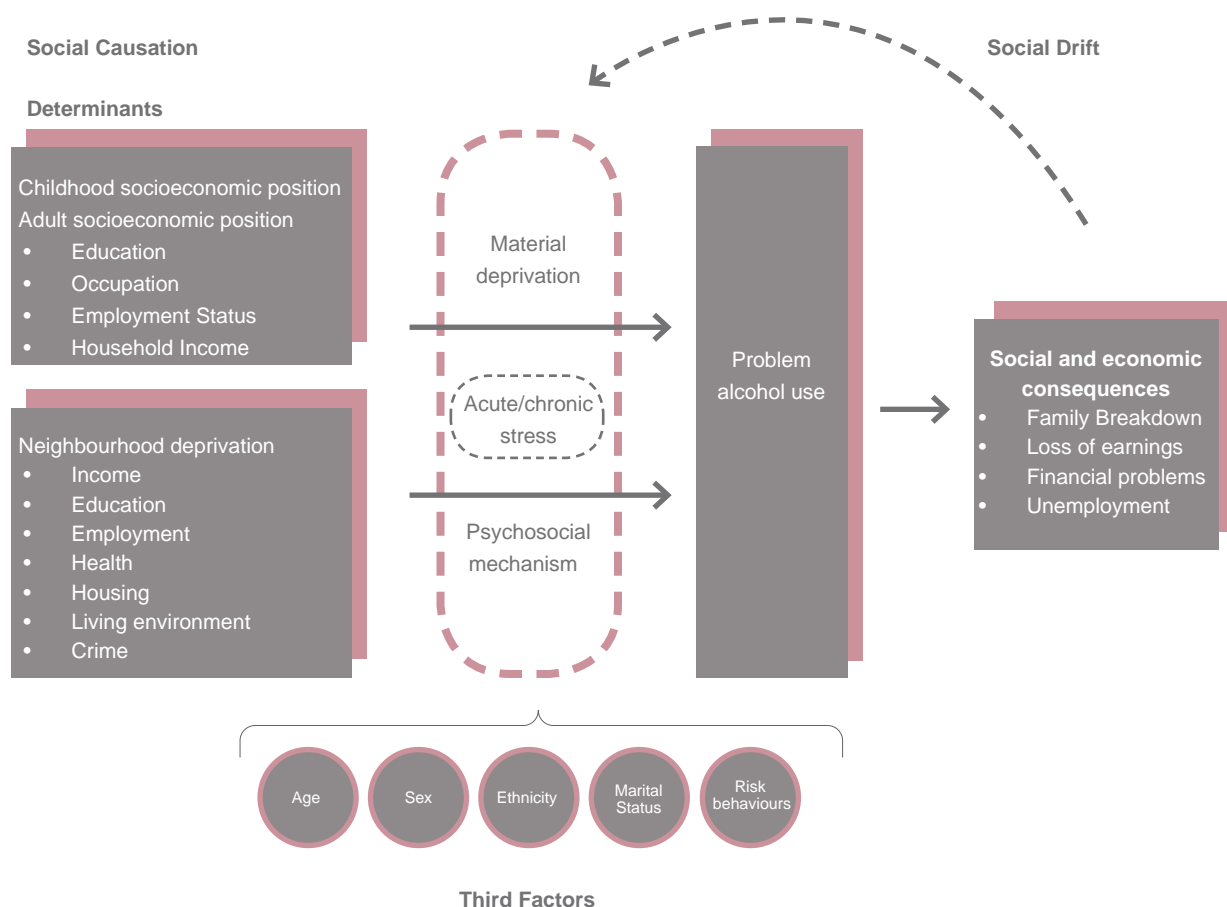 Social Causation
Social Drift
Determinants
Childhood socioeconomic position
Adult socioeconomic position
• Education
• Occupation
• Employment Status
• Household Income
Neighbourhood deprivation
• Income
• Education
• Employment
• Health
• Housing
• Living environment
• Crime
Material
deprivation
Acute/chronic
stress
Psychosocial
mechanism
Problem
alcohol use
Social and economic
consequences
• Family Breakdown
• Loss of earnings
• Financial problems
• Unemployment
Age
Sex
Ethnicity
Marital
Status
Risk
behaviours
Third Factors